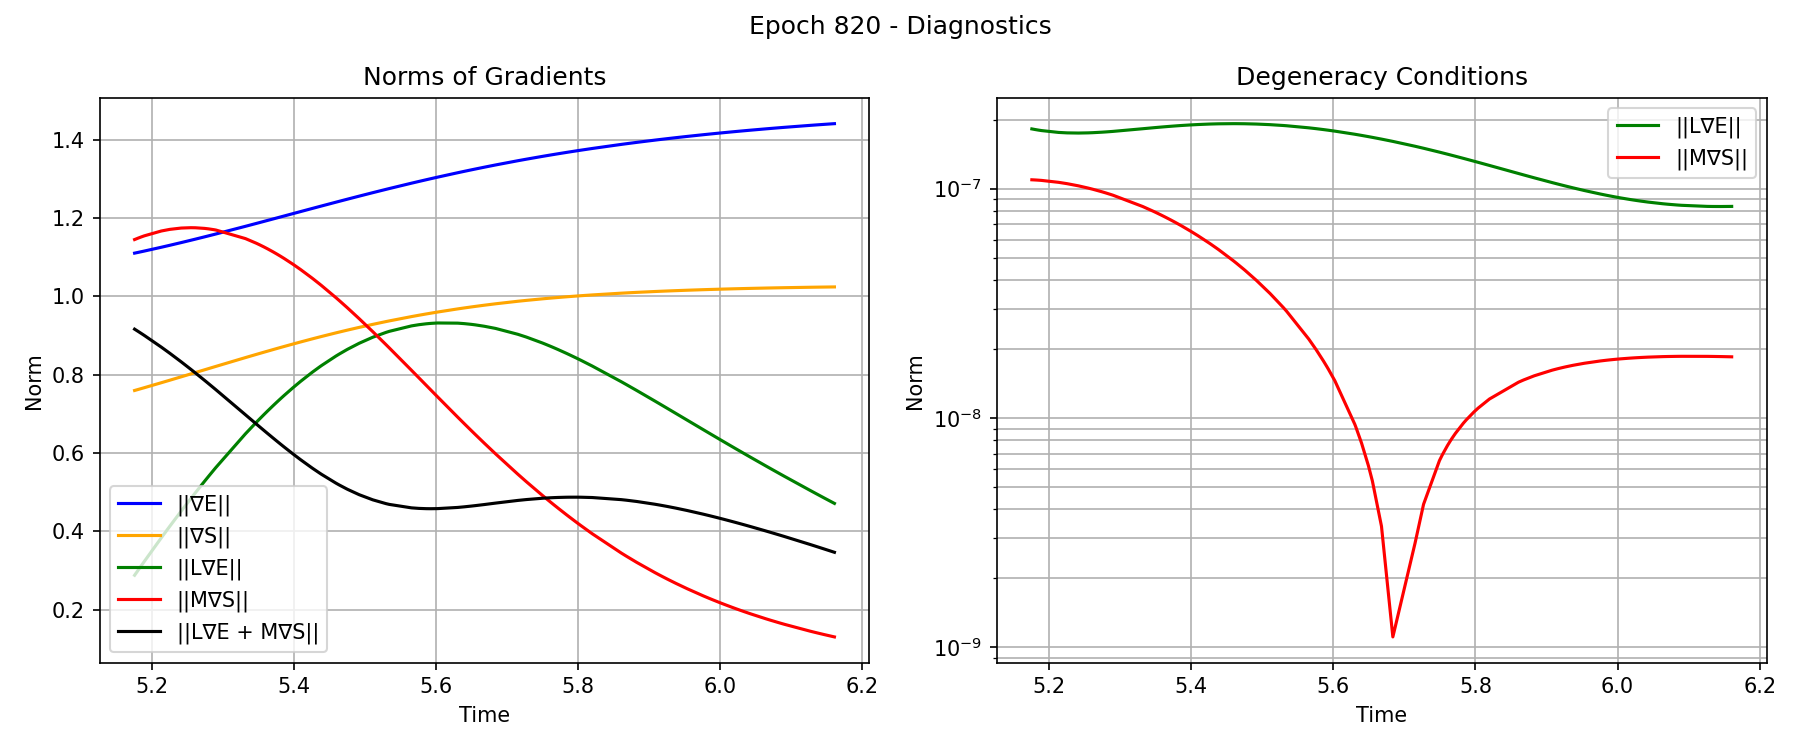 Epoch 820 - Diagnostics
Norms of Gradients
Norm
1.4
1.2
1.0
0.8
0.6
0.4
0.2
||∇E||
||∇S||
||L∇E||
||M∇S||
||L∇E + M∇S||
5.2
5.4
5.6
5.8
6.0
6.2
Time
Degeneracy Conditions
Norm
10⁻⁷
10⁻⁸
10⁻⁹
||L∇E||
||M∇S||
5.2
5.4
5.6
5.8
6.0
6.2
Time